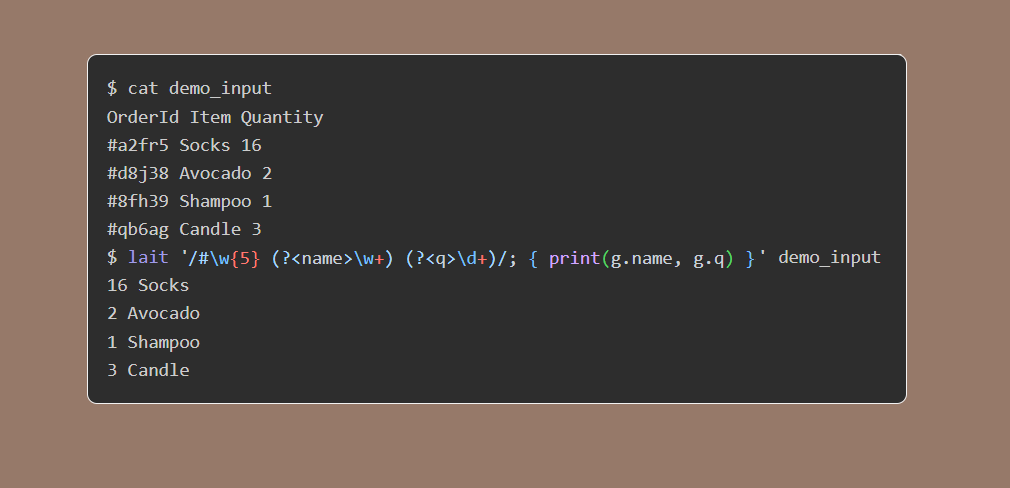 $ cat demo_input
OrderId Item Quantity
#a2fr5 Socks 16
#d8j38 Avocado 2
#8fh39 Shampoo 1
#qb6ag Candle 3
$ lait '/#\w{5} (?<name>\w+) (?<q>\d+)/; { print(g.name, g.q) }' demo_input
16 Socks
2 Avocado
1 Shampoo
3 Candle